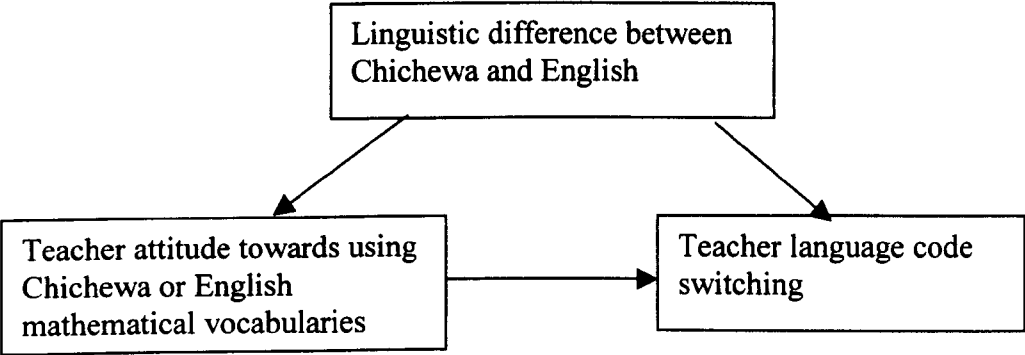 Linguistic difference between
Chichewa and English
Teacher attitude towards using
Chichewa or English
mathematical vocabularies
Teacher language code
switching